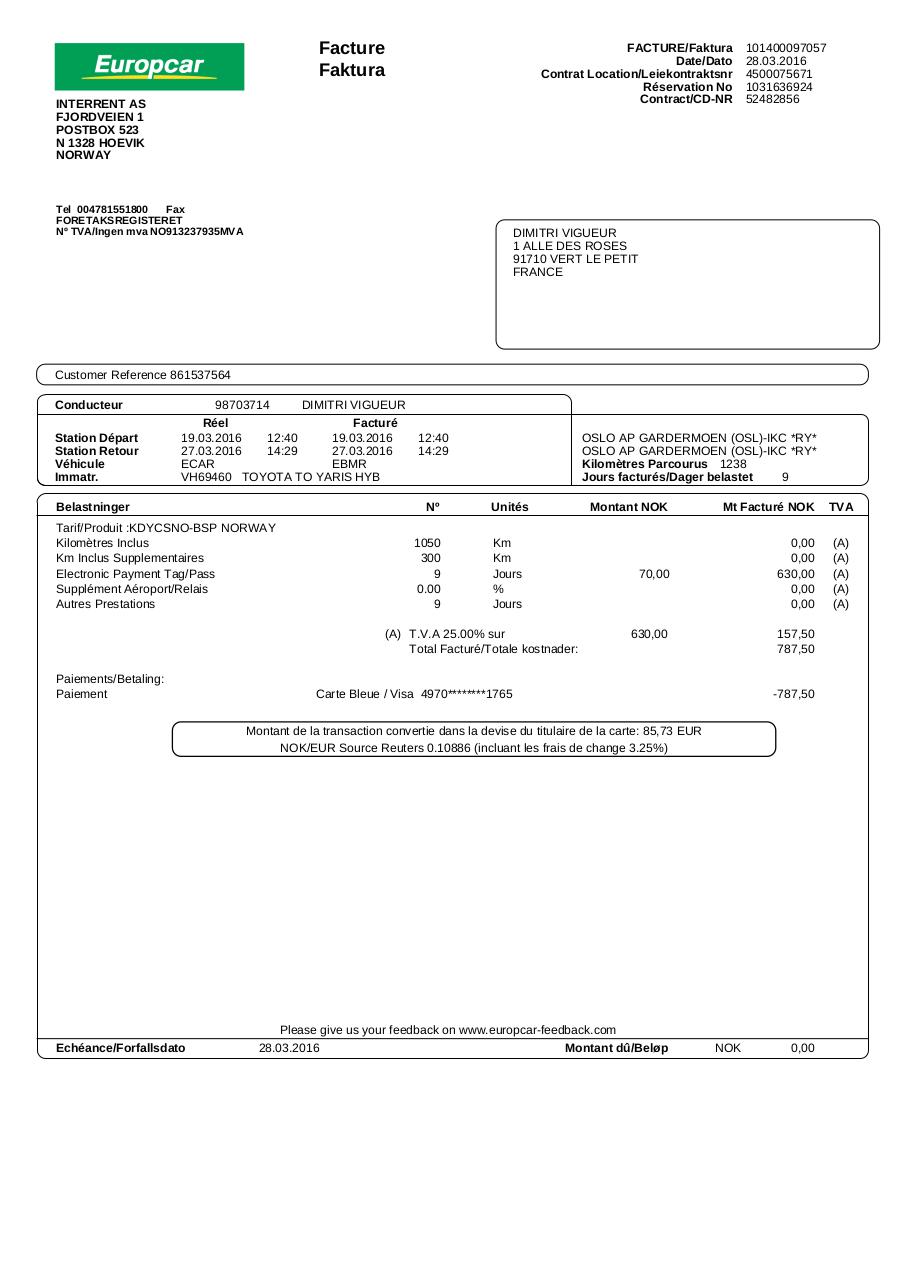 Europcar
Facture
Faktura
FACTURE/Faktura 101400097057
Date/Dato 28.03.2016
Contrat Location/Leiekontraktsnr 4500075671
Réservation No 1031636924
Contract/CD-NR 52482856
INTERRENT AS
FJORDVEIEN 1
POSTBOX 523
N 1328 HOEVIK
NORWAY
Tel 004781551800 Fax
FORETAKSREGISTERET
Nº TVA/Ingen mva NO913237935MVA
DIMITRI VIGUEUR
1 ALLE DES ROSES
91710 VERT LE PETIT
FRANCE
Customer Reference 861537564
Conducteur 98703714 DIMITRI VIGUEUR
Réel Facturé
Station Départ 19.03.2016 12:40 19.03.2016 12:40 OSLO AP GARDERMOEN (OSL)-IKC *RY*
Station Retour 27.03.2016 14:29 27.03.2016 14:29 OSLO AP GARDERMOEN (OSL)-IKC *RY*
Véhicule ECAR EBMR Kilomètres Parcourus 1238
Immatr. VH69460 TOYOTA TO YARIS HYB Jours facturés/Dager belastet 9
Belastninger Nº Unités Montant NOK Mt Facturé NOK TVA
Tarif/Produit :KDYCSNO-BSP NORWAY
Kilomètres Inclus 1050 Km 0,00 (A)
Km Inclus Supplementaires 300 Km 0,00 (A)
Electronic Payment Tag/Pass 9 Jours 70,00 630,00 (A)
Supplément Aéroport/Relais 0.00 % 0,00 (A)
Autres Prestations 9 Jours 0,00 (A)
(A) T.V.A 25.00% sur 630,00 157,50
Total Facturé/Totale kostnader: 787,50
Paiements/Betaling:
Paiement Carte Bleue / Visa 4970********1765 -787,50
Montant de la transaction convertie dans la devise du titulaire de la carte: 85,73 EUR
NOK/EUR Source Reuters 0.10886 (incluant les frais de change 3.25%)
Please give us your feedback on www.europcar-feedback.com
Echéance/Forfallsdato 28.03.2016 Montant dû/Beløp NOK 0,00